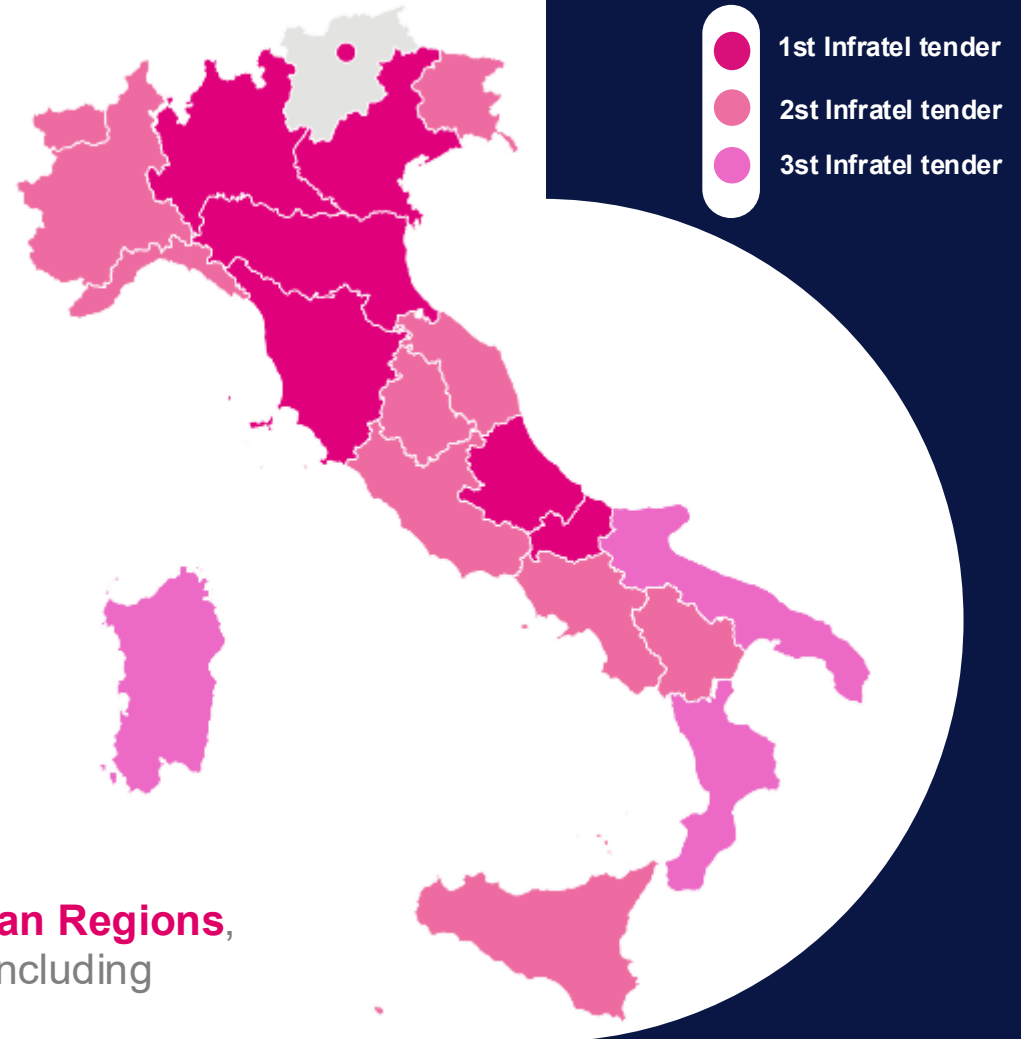 1st Infratel tender
2st Infratel tender
3st Infratel tender
an Regions,
ncluding